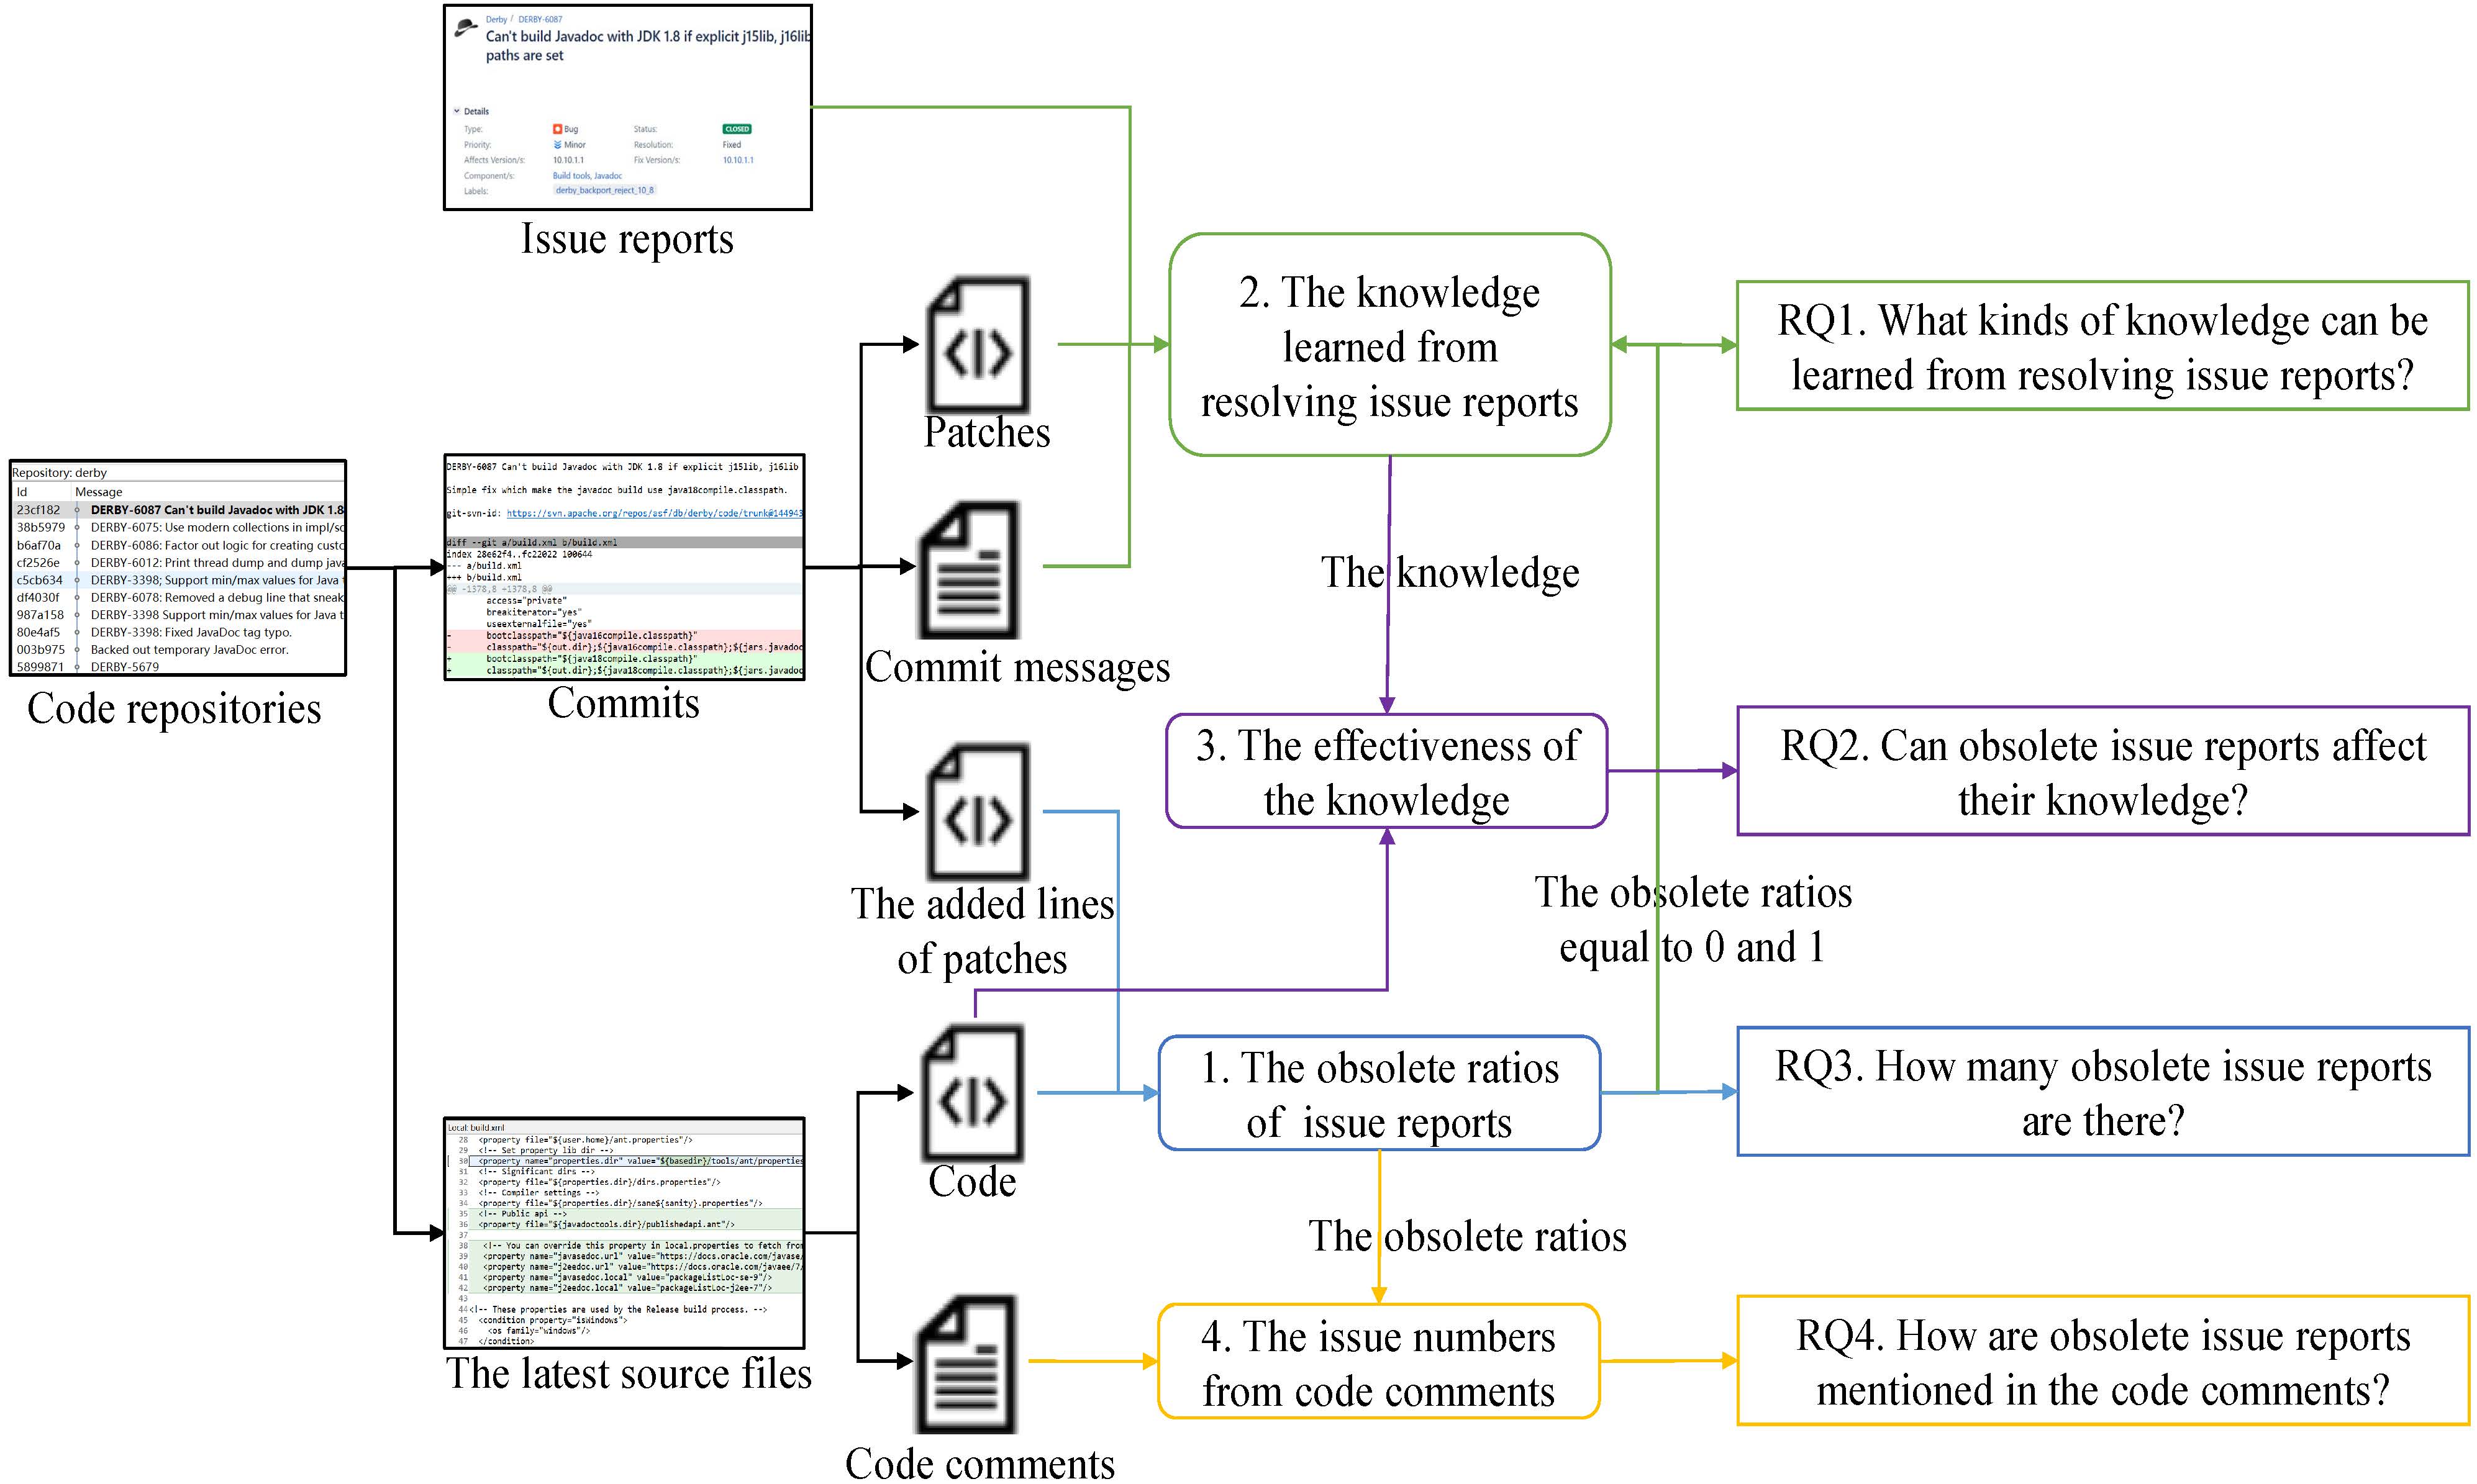 Derby / DERBY-6087
Can't build Javadoc with JDK 1.8 if explicit j15lib, j16lib
paths are set
Details
Type: Bug Status: CLOSED
Priority: Minor Resolution: Fixed
Affects Version/s: 10.10.1.1 Fix Version/s: 10.10.1.1
Component/s: Build tools, Javadoc
Labels: derby_backport_reject_10_8
Issue reports
Repository: derby
Id Message
23cf182 DERBY-6087 Can't build Javadoc with JDK 1.8
38b5979 DERBY-6075: Use modern collections in impl/sc
b6af70a DERBY-6086: Factor out logic for creating custc
cf2526e DERBY-6012: Print thread dump and dump java
c5cb634 DERBY-3398; Support min/max values for Java t
df4030f DERBY-6078: Removed a debug line that sneak
987a158 DERBY-3398 Support min/max values for Java t
80e4af5 DERBY-3398: Fixed JavaDoc tag typo.
003b975 Backed out temporary JavaDoc error.
5899871 DERBY-5679
Code repositories
DERBY-6087 Can't build Javadoc with JDK 1.8 if explicit j15lib, j16lib
Simple fix which make the javadoc build use java18compile.classpath.
git-svn-id: https://svn.apache.org/repos/asf/db/derby/code/trunk@144943
diff --git a/build.xml b/build.xml
index 28e62f4..fc22022 100644
--- a/build.xml
+++ b/build.xml
@@ -1378,8 +1378,8 @@
access="private"
breakiterator="yes"
useexternalfile="yes"
- bootclasspath="${java16compile.classpath}"
- classpath="${out.dir};${java16compile.classpath};${jars.javadoc
+ bootclasspath="${java18compile.classpath}"
+ classpath="${out.dir};${java18compile.classpath};${jars.javadoc
Commits
Local: build.xml
28 <property file="${user.home}/ant.properties"/>
29 <!-- Set property lib dir -->
30 <property name="properties.dir" value="${basedir}/tools/ant/properties
31 <!-- Significant dirs -->
32 <property file="${properties.dir}/dirs.properties"/>
33 <!-- Compiler settings -->
34 <property file="${properties.dir}/sane${sanity}.properties"/>
35 <!-- Public api -->
36 <property file="${javadoctools.dir}/publishedapi.ant"/>
37
38 <!-- You can override this property in local.properties to fetch from
39 <property name="javasedoc.url" value="https://docs.oracle.com/javase/
40 <property name="j2eedoc.url" value="https://docs.oracle.com/javaee/7/
41 <property name="javasedoc.local" value="packageListLoc-se-9"/>
42 <property name="j2eedoc.local" value="packageListLoc-j2ee-7"/>
43
44 <!-- These properties are used by the Release build process. -->
45 <condition property="isWindows">
46 <os family="windows"/>
47 </condition>
The latest source files
Patches
Commit messages
The added lines
of patches
Code
Code comments
2. The knowledge
learned from
resolving issue reports
The knowledge
3. The effectiveness of
the knowledge
The obsolete ratios
equal to 0 and 1
1. The obsolete ratios
of issue reports
The obsolete ratios
4. The issue numbers
from code comments
RQ1. What kinds of knowledge can be
learned from resolving issue reports?
RQ2. Can obsolete issue reports affect
their knowledge?
RQ3. How many obsolete issue reports
are there?
RQ4. How are obsolete issue reports
mentioned in the code comments?